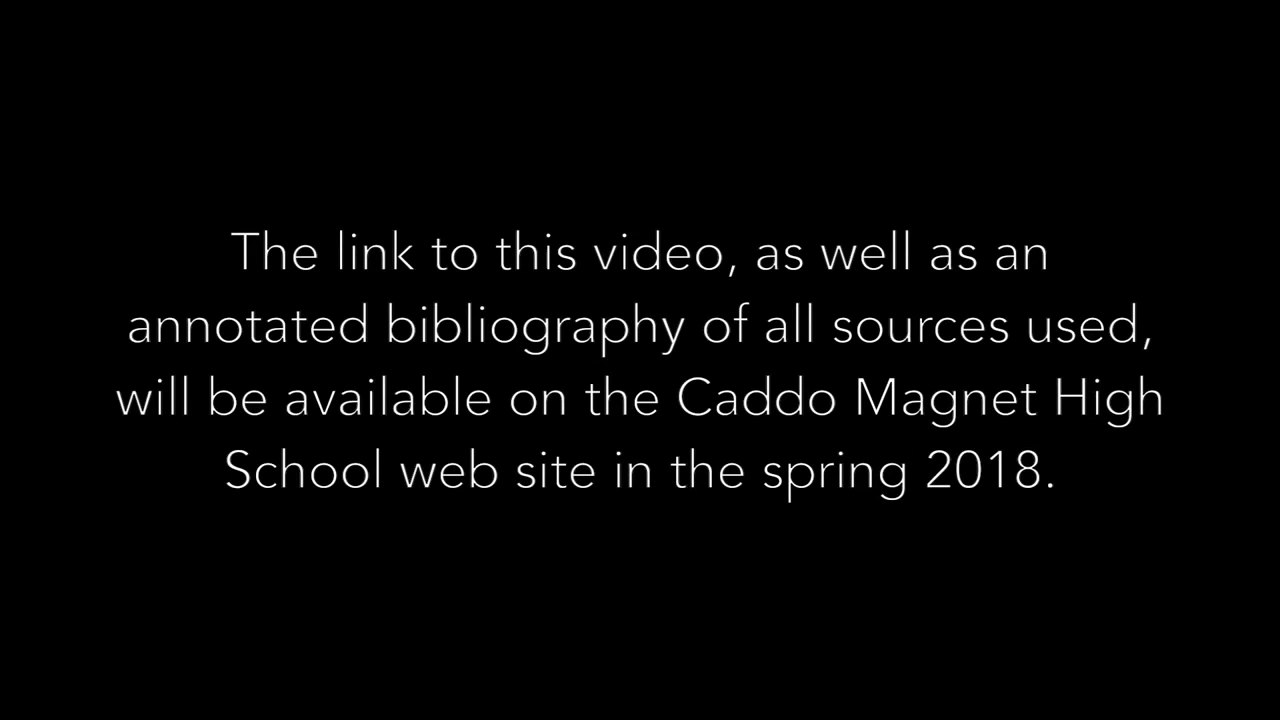 The link to this video, as well as an
annotated bibliography of all sources used,
will be available on the Caddo Magnet High
School web site in the spring 2018.